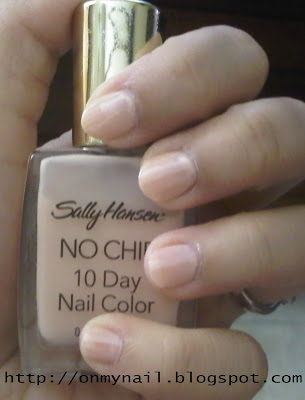 Sally Hansen
NO CHIP
10 Day
Nail Color
http://onmynail.blogspot.com